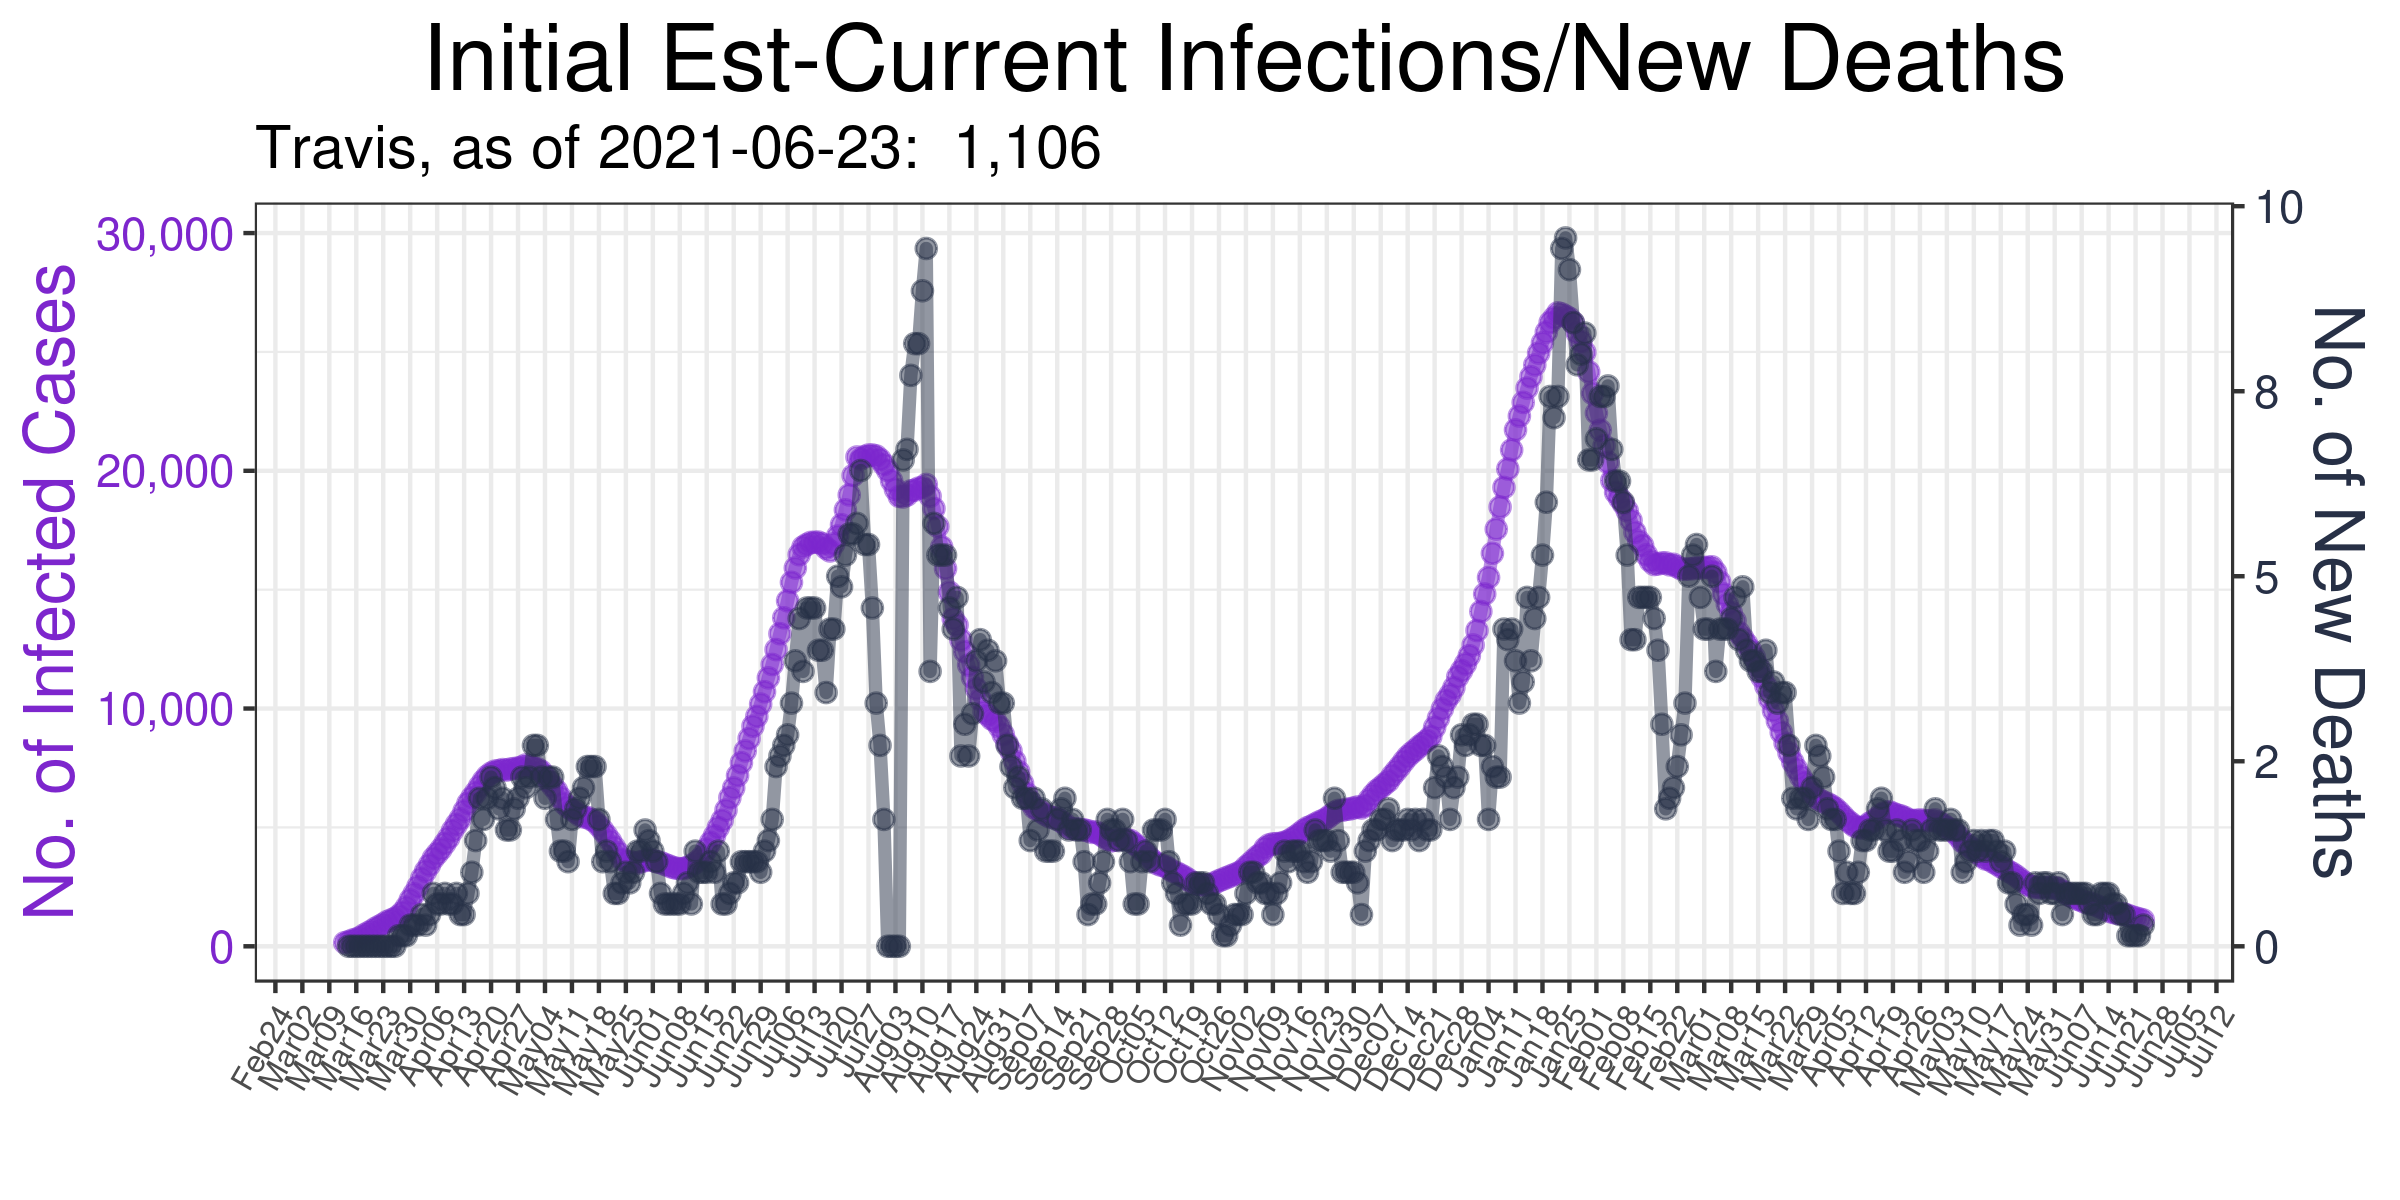 Initial Est-Current Infections/New Deaths
Travis, as of 2021-06-23:  1,106
No. of Infected Cases
30,000
20,000
10,000
0
10
8
5
2
0
No. of New Deaths
Feb24
Mar02
Mar09
Mar16
Mar23
Mar30
Apr06
Apr13
Apr20
Apr27
May04
May11
May18
May25
Jun01
Jun08
Jun15
Jun22
Jun29
Jul06
Jul13
Jul20
Jul27
Aug03
Aug10
Aug17
Aug24
Aug31
Sep07
Sep14
Sep21
Sep28
Oct05
Oct12
Oct19
Oct26
Nov02
Nov09
Nov16
Nov23
Nov30
Dec07
Dec14
Dec21
Dec28
Jan04
Jan11
Jan18
Jan25
Feb01
Feb08
Feb15
Feb22
Mar01
Mar08
Mar15
Mar22
Mar29
Apr05
Apr12
Apr19
Apr26
May03
May10
May17
May24
May31
Jun07
Jun14
Jun21
Jun28
Jul05
Jul12